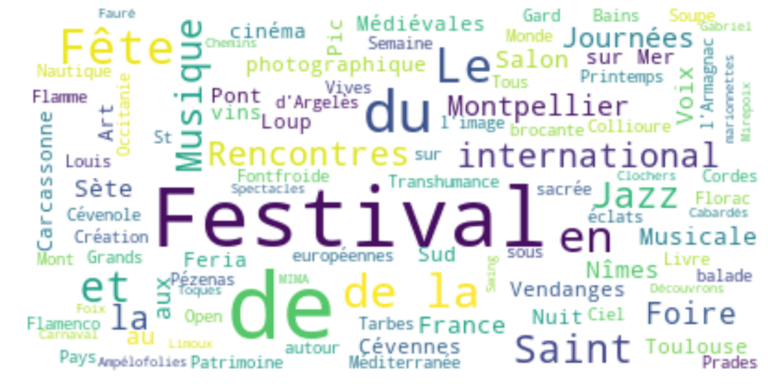 Fauré
Fête
Musique
cinéma
Pic
Médiévales
Gard
Bains
Soupe
Gabriel
Chemins
Semaine
Monde
Journées
Nautique
photographique
Le
Salon
sur Mer
Flamme
Art
Occitanie
Pont
d'Argelès
Vives
Tous
Printemps
Voix
l'Armagnac
marionnettes
Mirepoix
vins
Loup
du
Montpellier
l'image
brocante
Collioure
Carcassonne
St
Louis
Rencontres
sur
international
Sète
Fontfroide
Spectacles
Transhumance
sacrée
Clochers
Cordes
Jazz
Florac
Cévenole
Festival
éclats
Cabardès
Création
en
Musicale
Mont
Grands
Feria
européennes
Sud
sous
Nîmes
Livre
balade
et
aux
Pézenas
Toques
de
MIMA
de la
Swing
Vendanges
Découvrons
Foix
la
Open
Nuit
Ciel
Foire
Flamenco
Carnaval
au
Limoux
Tarbes
France
Pays
Ampélofolies
Patrimoine
autour
Cévennes
Méditerranée
Saint
Toulouse
Prades